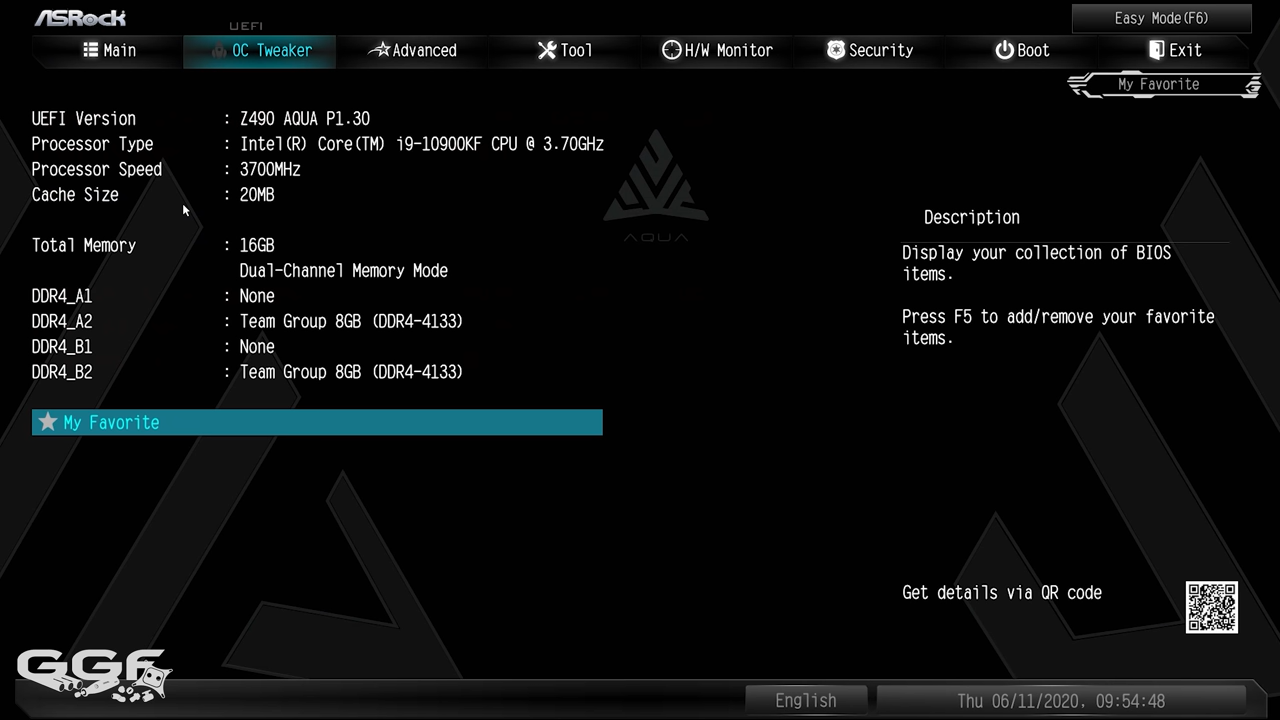 ASRock
UEFI
Easy Mode(F6)
Main
OC Tweaker
Advanced
Tool
H/W Monitor
Security
Boot
Exit
My Favorite
UEFI Version : Z490 AQUA P1.30
Processor Type : Intel(R) Core(TM) i9-10900KF CPU @ 3.70GHz
Processor Speed : 3700MHz
Cache Size : 20MB
Total Memory : 16GB
Dual-Channel Memory Mode
DDR4_A1 : None
DDR4_A2 : Team Group 8GB (DDR4-4133)
DDR4_B1 : None
DDR4_B2 : Team Group 8GB (DDR4-4133)
My Favorite
AQUA
Description
Display your collection of BIOS
items.
Press F5 to add/remove your favorite
items.
Get details via QR code
GGF
English
Thu 06/11/2020, 09:54:48